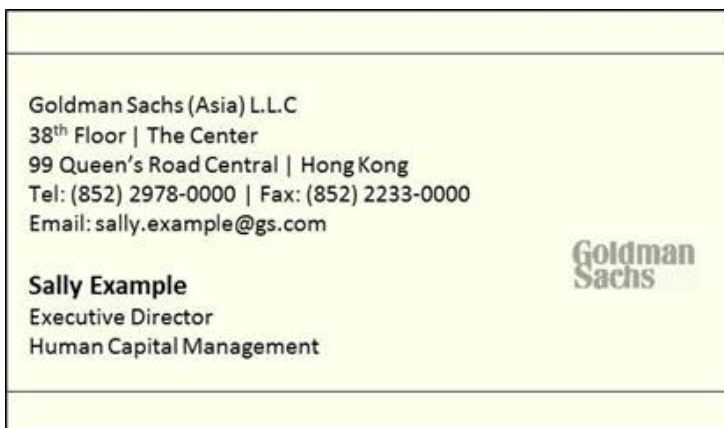 Goldman Sachs (Asia) L.L.C
38th Floor | The Center
99 Queen's Road Central | Hong Kong
Tel: (852) 2978-0000 | Fax: (852) 2233-0000
Email: sally.example@gs.com
Sally Example
Executive Director
Human Capital Management
Goldman
Sachs